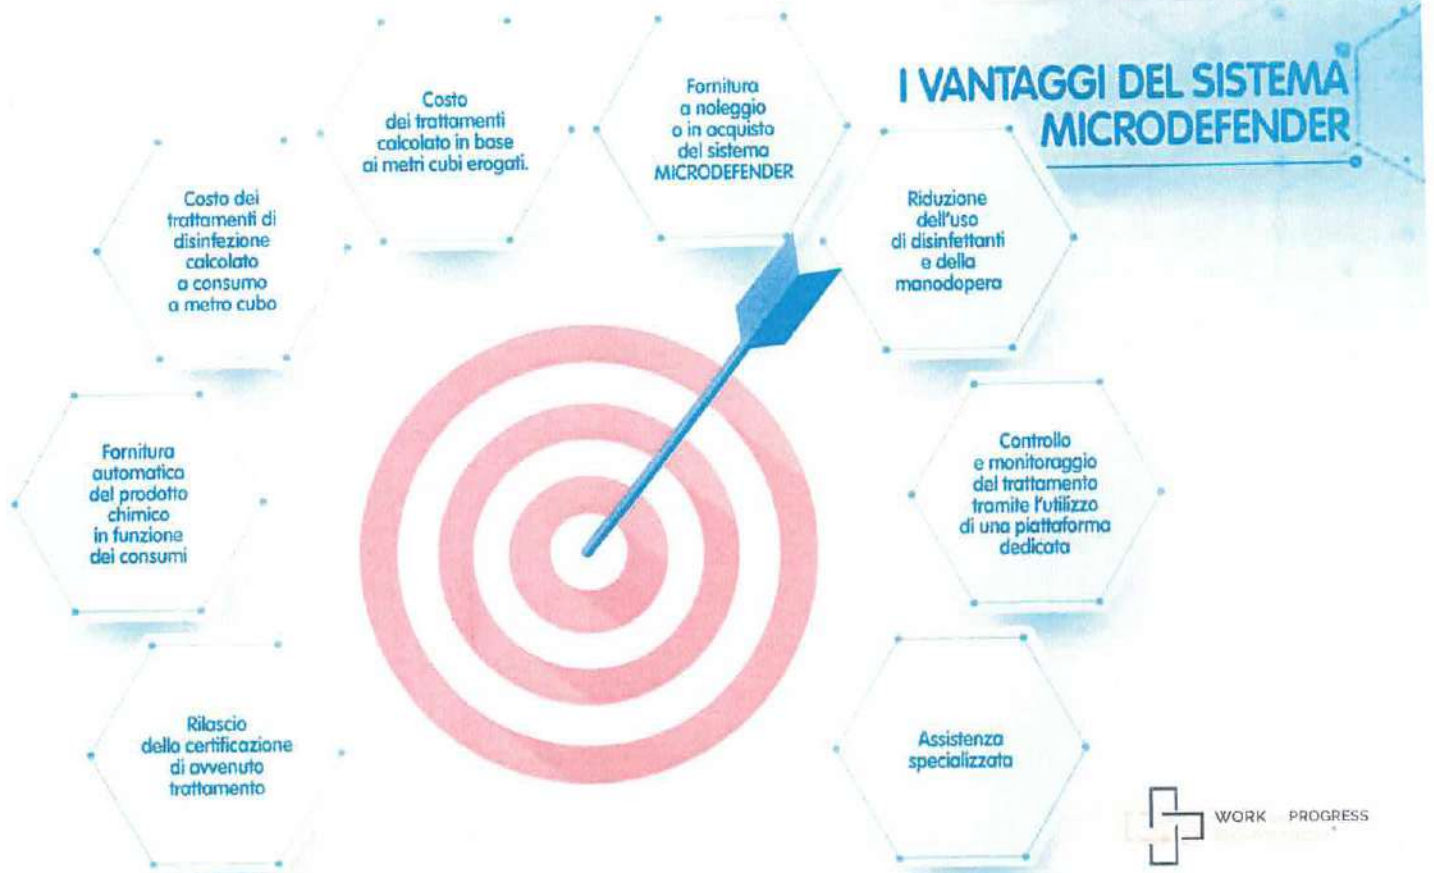 I VANTAGGI DEL SISTEMA
MICRODEFENDER
Costo
dei trattamenti
calcolato in base
ai metri cubi erogati.
Fornitura
a noleggio
o in acquisto
del sistema
MICRODEFENDER
Costo dei
trattamenti di
disinfezione
calcolato
a consumo
a metro cubo
Riduzione
dell'uso
di disinfettanti
e della
manodopera
Fornitura
automatica
del prodotto
chimico
in funzione
dei consumi
Controllo
e monitoraggio
del trattamento
tramite l'utilizzo
di una piattaforma
dedicata
Rilascio
dello certificazione
di avvenuto
trattamento
Assistenza
specializzata
WORK PROGRESS